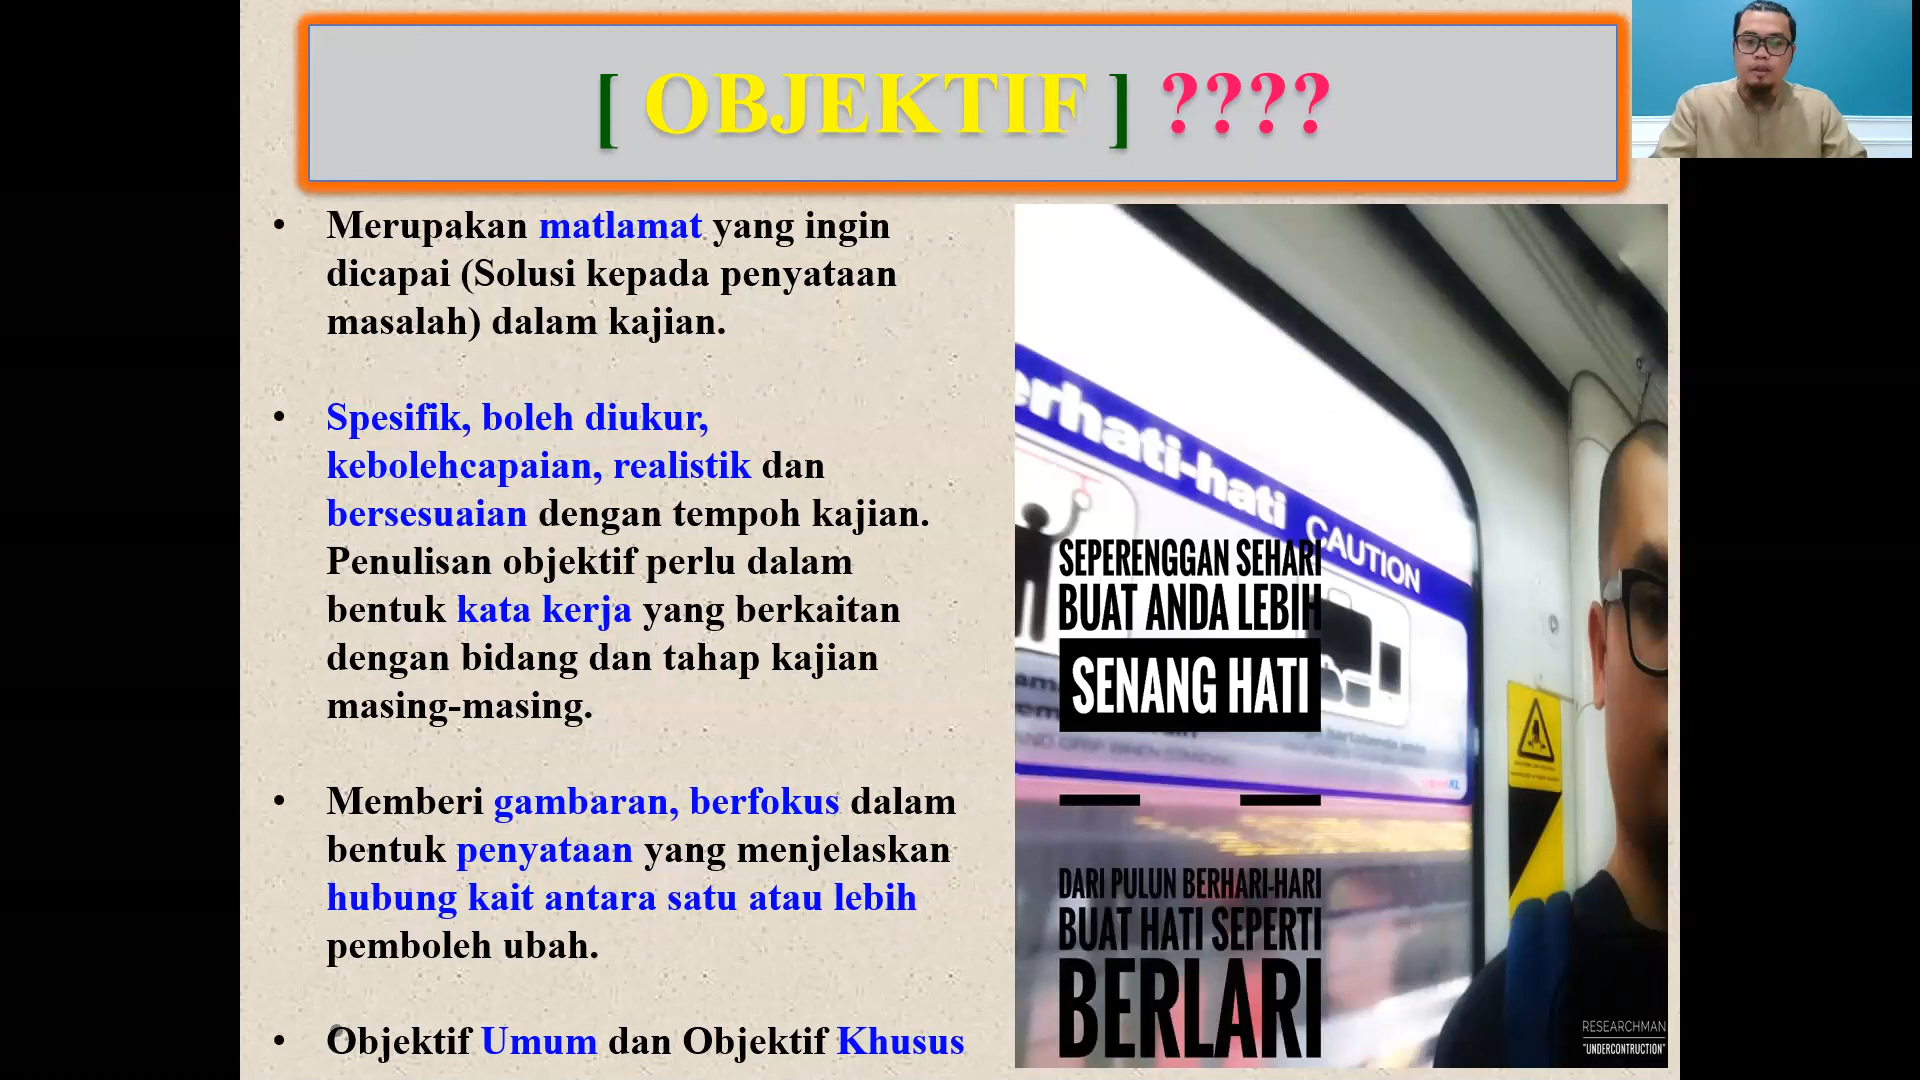 [ OBJEKTIF ] ????
• Merupakan matlamat yang ingin
dicapai (Solusi kepada penyataan
masalah) dalam kajian.
• Spesifik, boleh diukur,
kebolehcapaian, realistik dan
bersesuaian dengan tempoh kajian.
Penulisan objektif perlu dalam
bentuk kata kerja yang berkaitan
dengan bidang dan tahap kajian
masing-masing.
• Memberi gambaran, berfokus dalam
bentuk penyataan yang menjelaskan
hubung kait antara satu atau lebih
pemboleh ubah.
• Objektif Umum dan Objektif Khusus
erhati-hati
CAUTION
SEPERENGGAN SEHARI
BUAT ANDA LEBIH
SENANG HATI
DARI PULUN BERHARI-HARI
BUAT HATI SEPERTI
BERLARI
RESEARCHMAN
"UNDERCONTRUCTION"